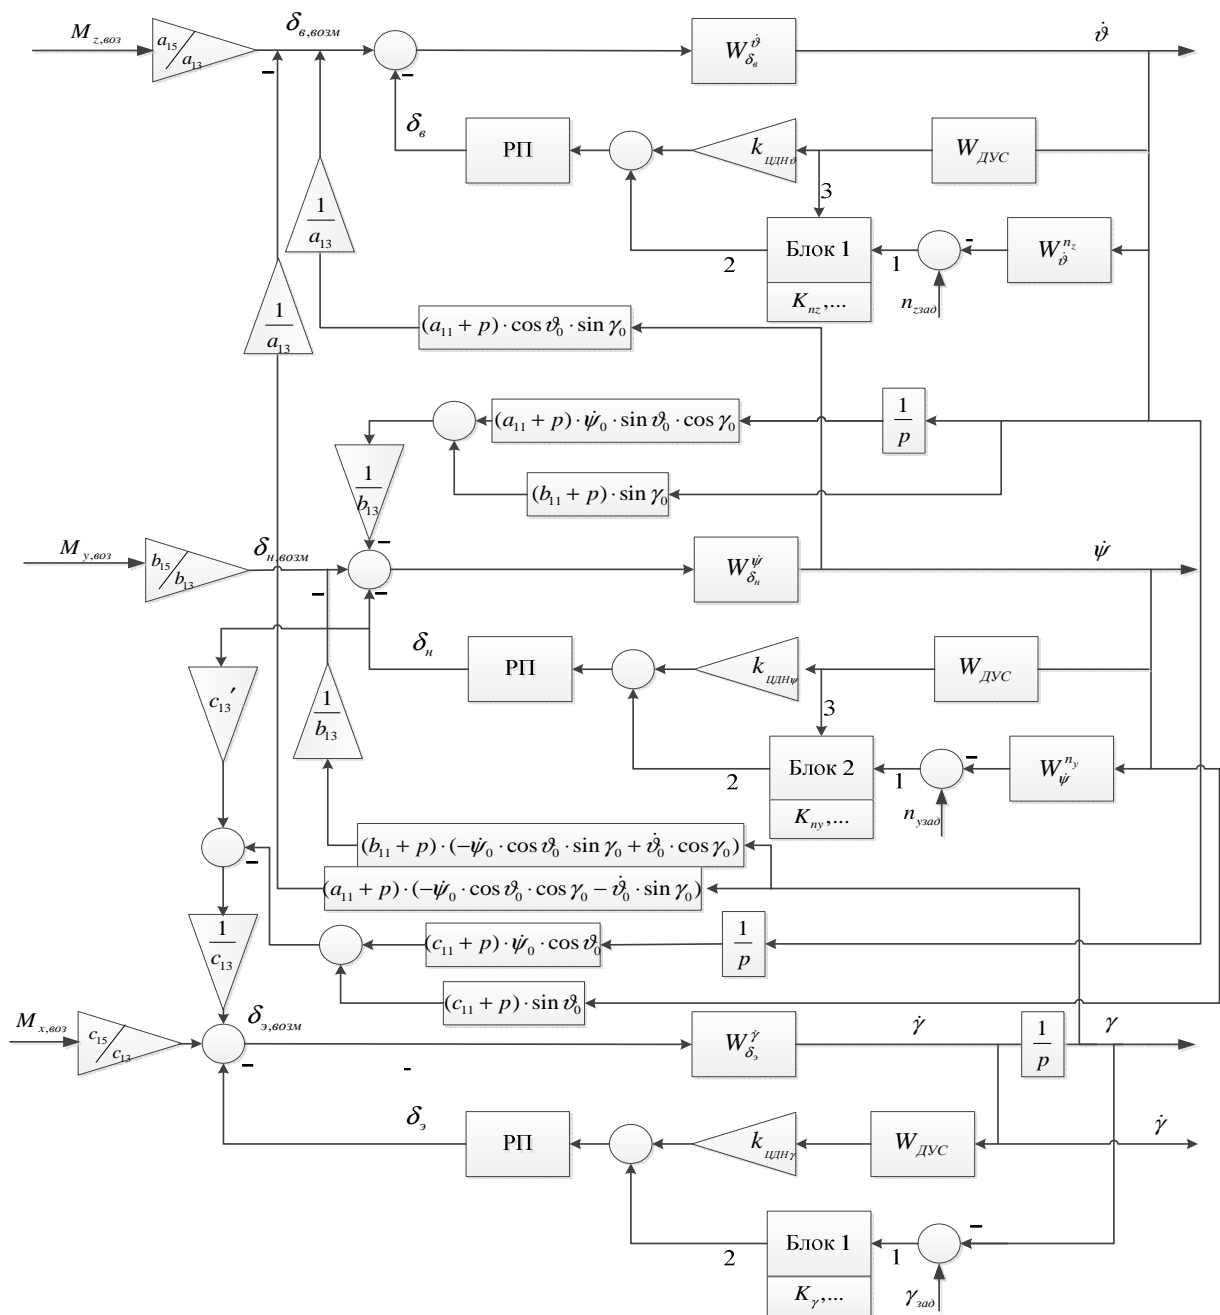 M_{z,воз}
a_{15}/a_{13}
δ_{в,возм}
W_{δ_в}^{ϑ̇}
ϑ̇
δ_в
РП
k_{ЦДНϑ}
W_{ДУС}
3
1/a_{13}
2
Блок 1
1
W_{ϑ̇}^{n_z}
K_{nz},...
n_{zзад}
1/a_{13}
(a_{11} + p)·cosϑ_0·sinγ_0
(a_{11} + p)·ψ̇_0·sinϑ_0·cosγ_0
1/p
1/b_{13}
(b_{11} + p)·sinγ_0
M_{y,воз}
b_{15}/b_{13}
δ_{н,возм}
W_{δ_н}^{ψ̇}
ψ̇
δ_н
РП
k_{ЦДНψ}
W_{ДУС}
c_{13}′
1/b_{13}
3
2
Блок 2
1
W_{ψ̇}^{n_y}
K_{ny},...
n_{yзад}
(b_{11} + p)·(−ψ̇_0·cosϑ_0·sinγ_0 + ϑ̇_0·cosγ_0)
(a_{11} + p)·(−ψ̇_0·cosϑ_0·cosγ_0 − ϑ̇_0·sinγ_0)
1/c_{13}
(c_{11} + p)·ψ̇_0·cosϑ_0
1/p
(c_{11} + p)·sinϑ_0
M_{x,воз}
c_{15}/c_{13}
δ_{э,возм}
W_{δ_э}^{γ̇}
γ̇
1/p
γ
δ_э
РП
k_{ЦДНγ}
W_{ДУС}
γ̇
2
Блок 1
1
K_γ,...
γ_{зад}